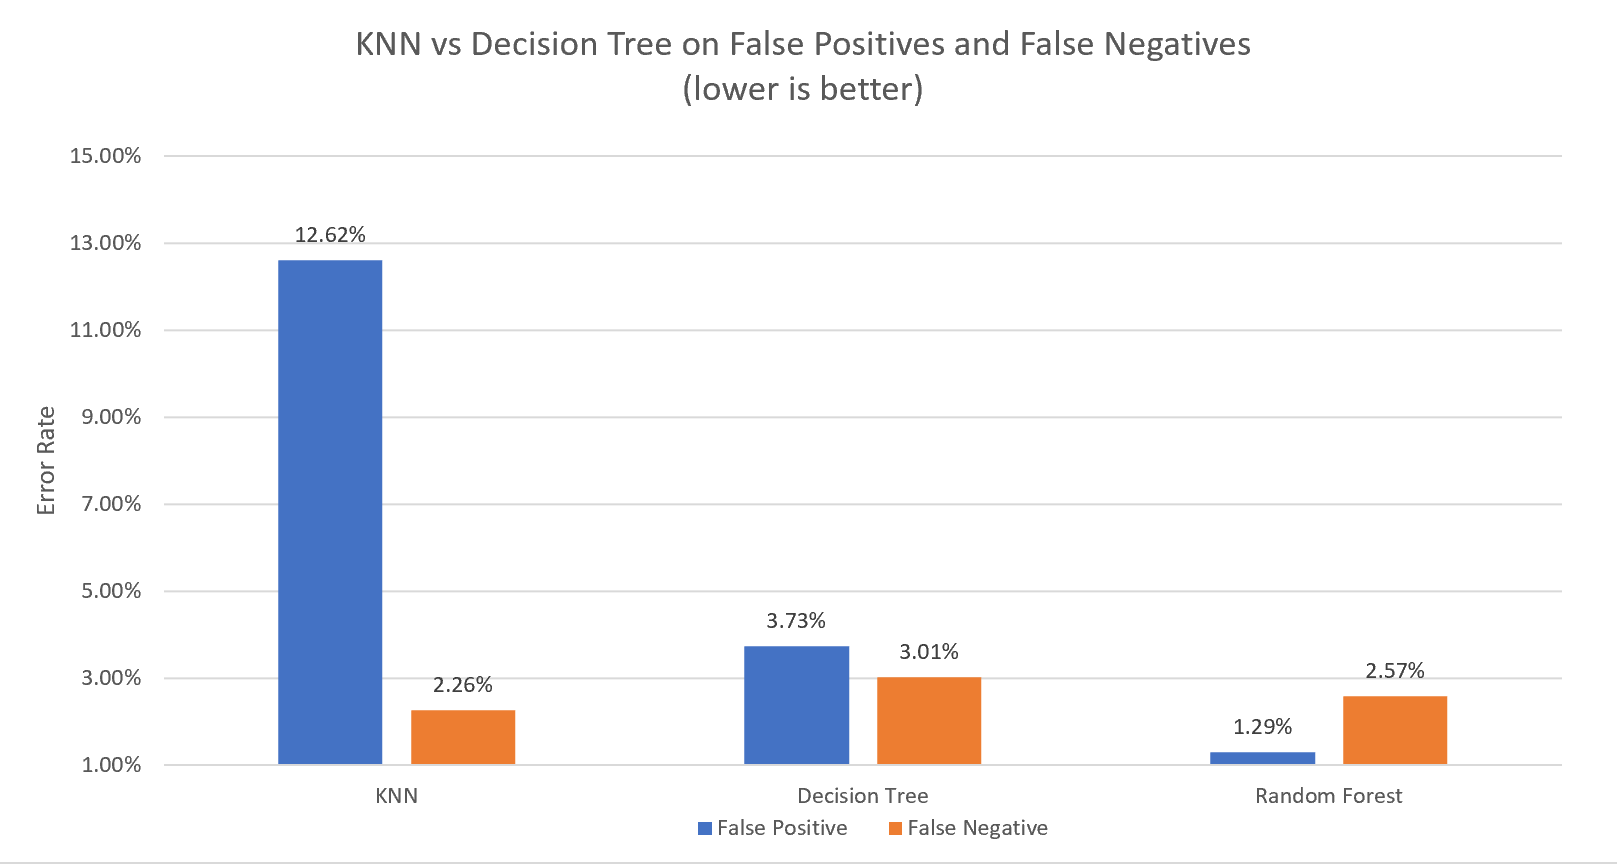 KNN vs Decision Tree on False Positives and False Negatives
(lower is better)
15.00%
13.00%
11.00%
9.00%
7.00%
5.00%
3.00%
1.00%
Error Rate
12.62%
2.26%
3.73%
3.01%
1.29%
2.57%
KNN
Decision Tree
Random Forest
False Positive
False Negative